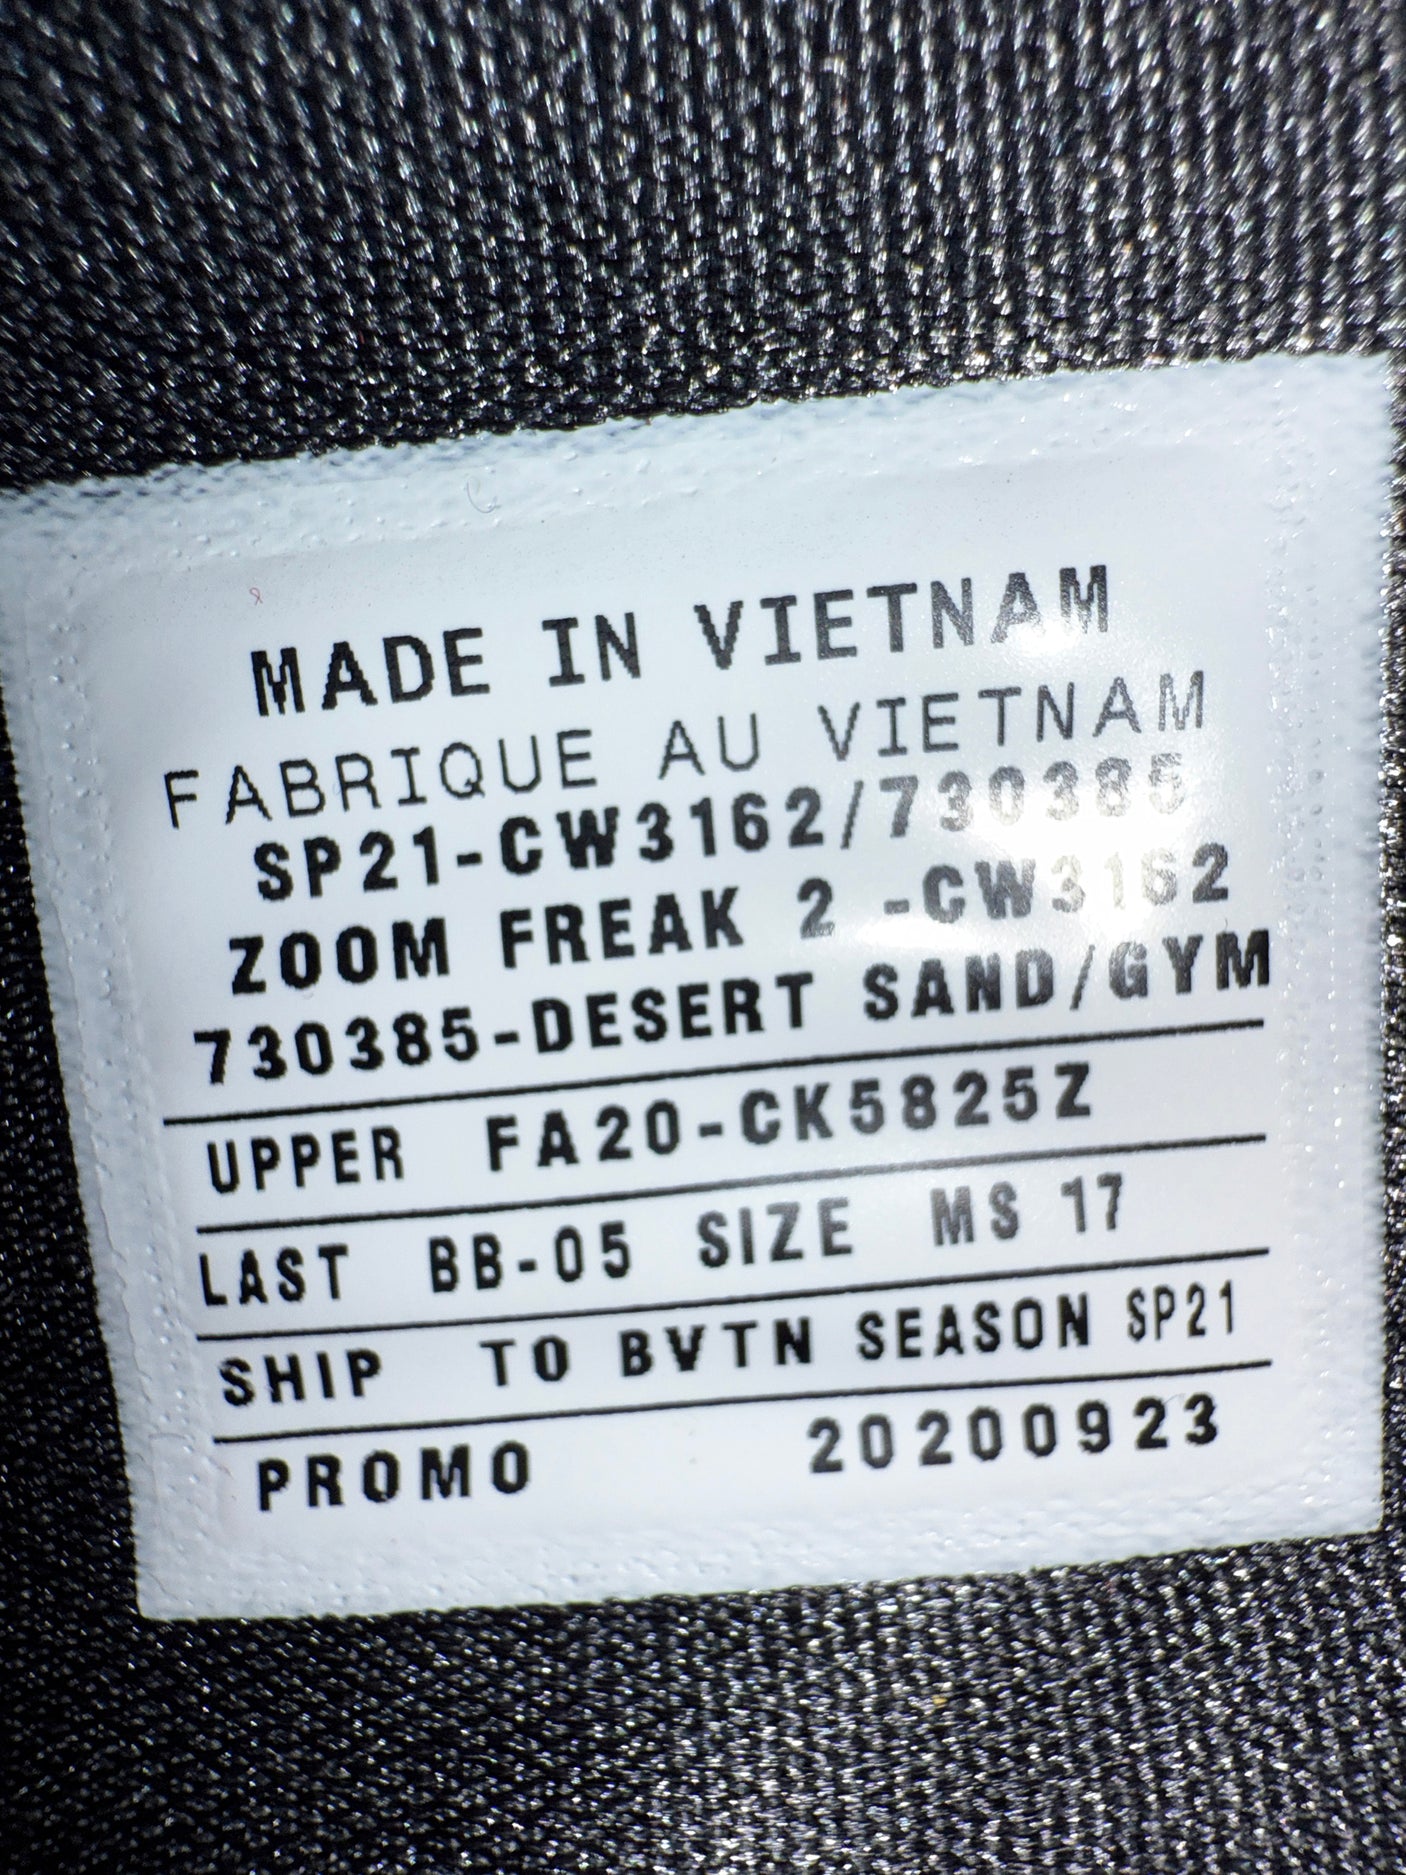 MADE IN VIETNAM
FABRIQUE AU VIETNAM
SP21-CW3162/730385
ZOOM FREAK 2 -CW3162
730385-DESERT SAND/GYM
UPPER FA20-CK5825Z
LAST BB-05 SIZE MS 17
SHIP TO BVTN SEASON SP21
PROMO 20200923